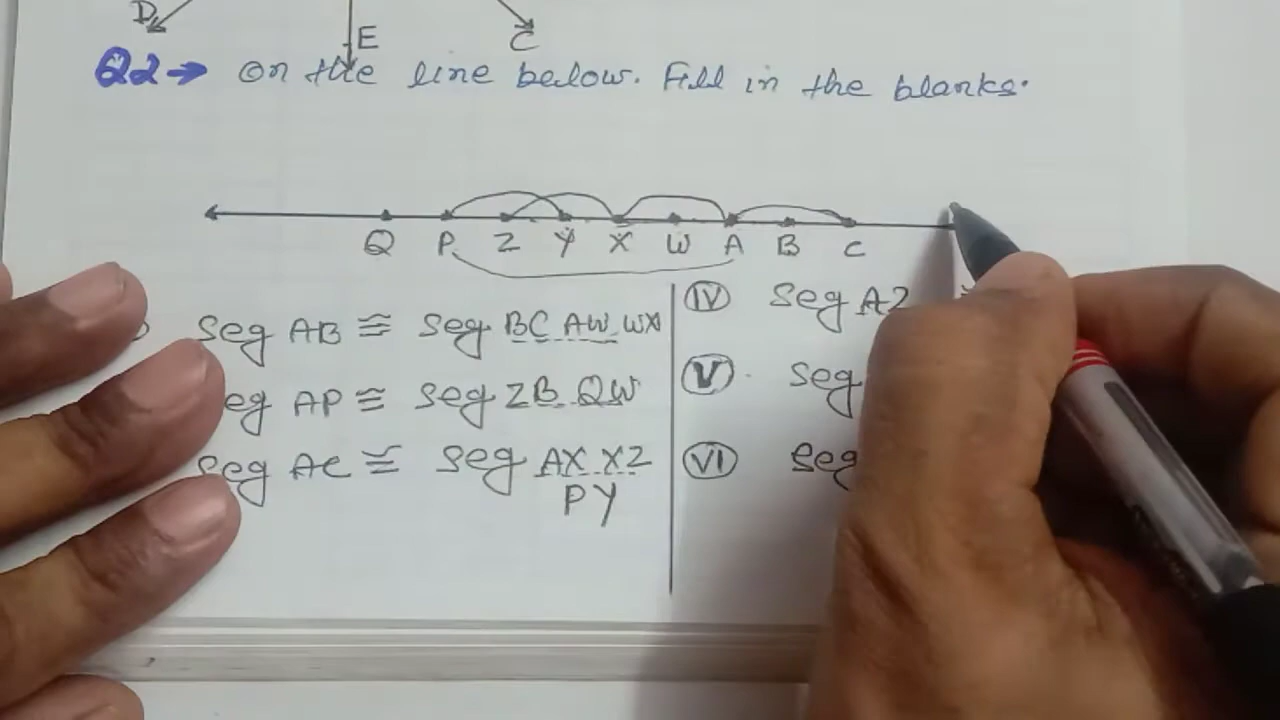 D
E
C
Q2→ On the line below. Fill in the blanks.
Q P Z Y X W A B C
seg AB ≅ seg BC AW WX
eg AP ≅ seg ZB QW
seg AC ≅ seg AX XZ
PY
IV seg AZ
V seg
VI seg